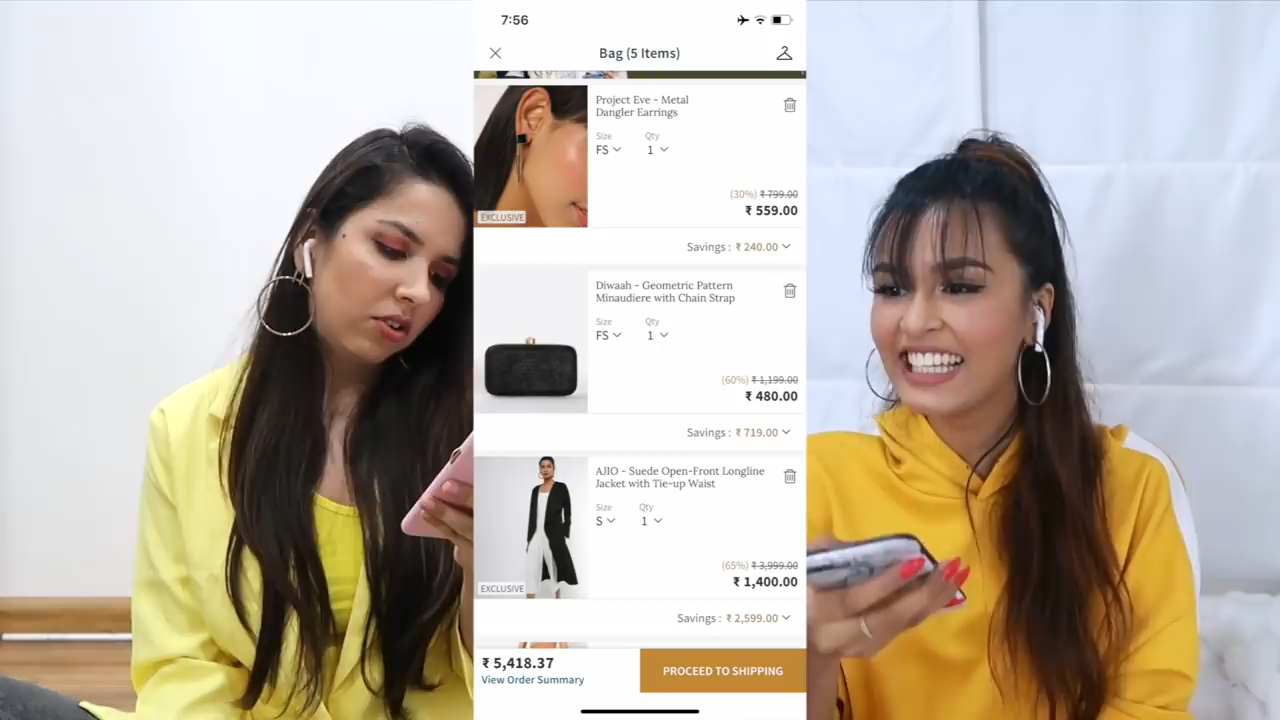 7:56
Bag (5 Items)
Project Eve - Metal
Dangler Earrings
Size
Qty
FS
1
(30%) ₹ 799.00
₹ 559.00
EXCLUSIVE
Savings : ₹ 240.00
Diwaah - Geometric Pattern
Minaudiere with Chain Strap
Size
Qty
FS
1
(60%) ₹ 1,199.00
₹ 480.00
Savings : ₹ 719.00
AJIO - Suede Open-Front Longline
Jacket with Tie-up Waist
Size
Qty
S
1
(65%) ₹ 3,999.00
₹ 1,400.00
EXCLUSIVE
Savings : ₹ 2,599.00
₹ 5,418.37
View Order Summary
PROCEED TO SHIPPING